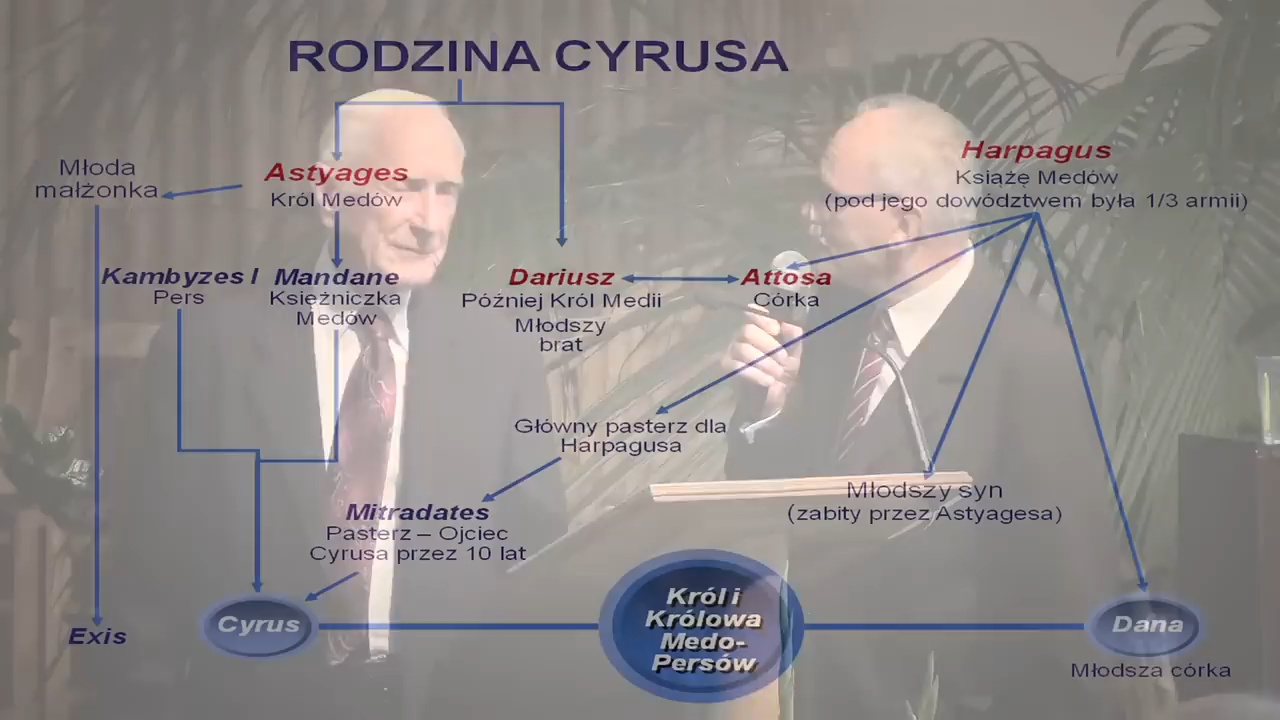 RODZINA CYRUSA
Młoda
małżonka
Astyages
Król Medów
Harpagus
Książę Medów
(pod jego dowództwem była 1/3 armii)
Kambyzes I
Pers
Mandane
Księżniczka
Medów
Dariusz
Później Król Medii
Młodszy
brat
Attosa
Córka
Główny pasterz dla
Harpagusa
Mitradates
Pasterz – Ojciec
Cyrusa przez 10 lat
Młodszy syn
(zabity przez Astyagesa)
Exis
Cyrus
Król i
Królowa
Medo-
Persów
Dana
Młodsza córka